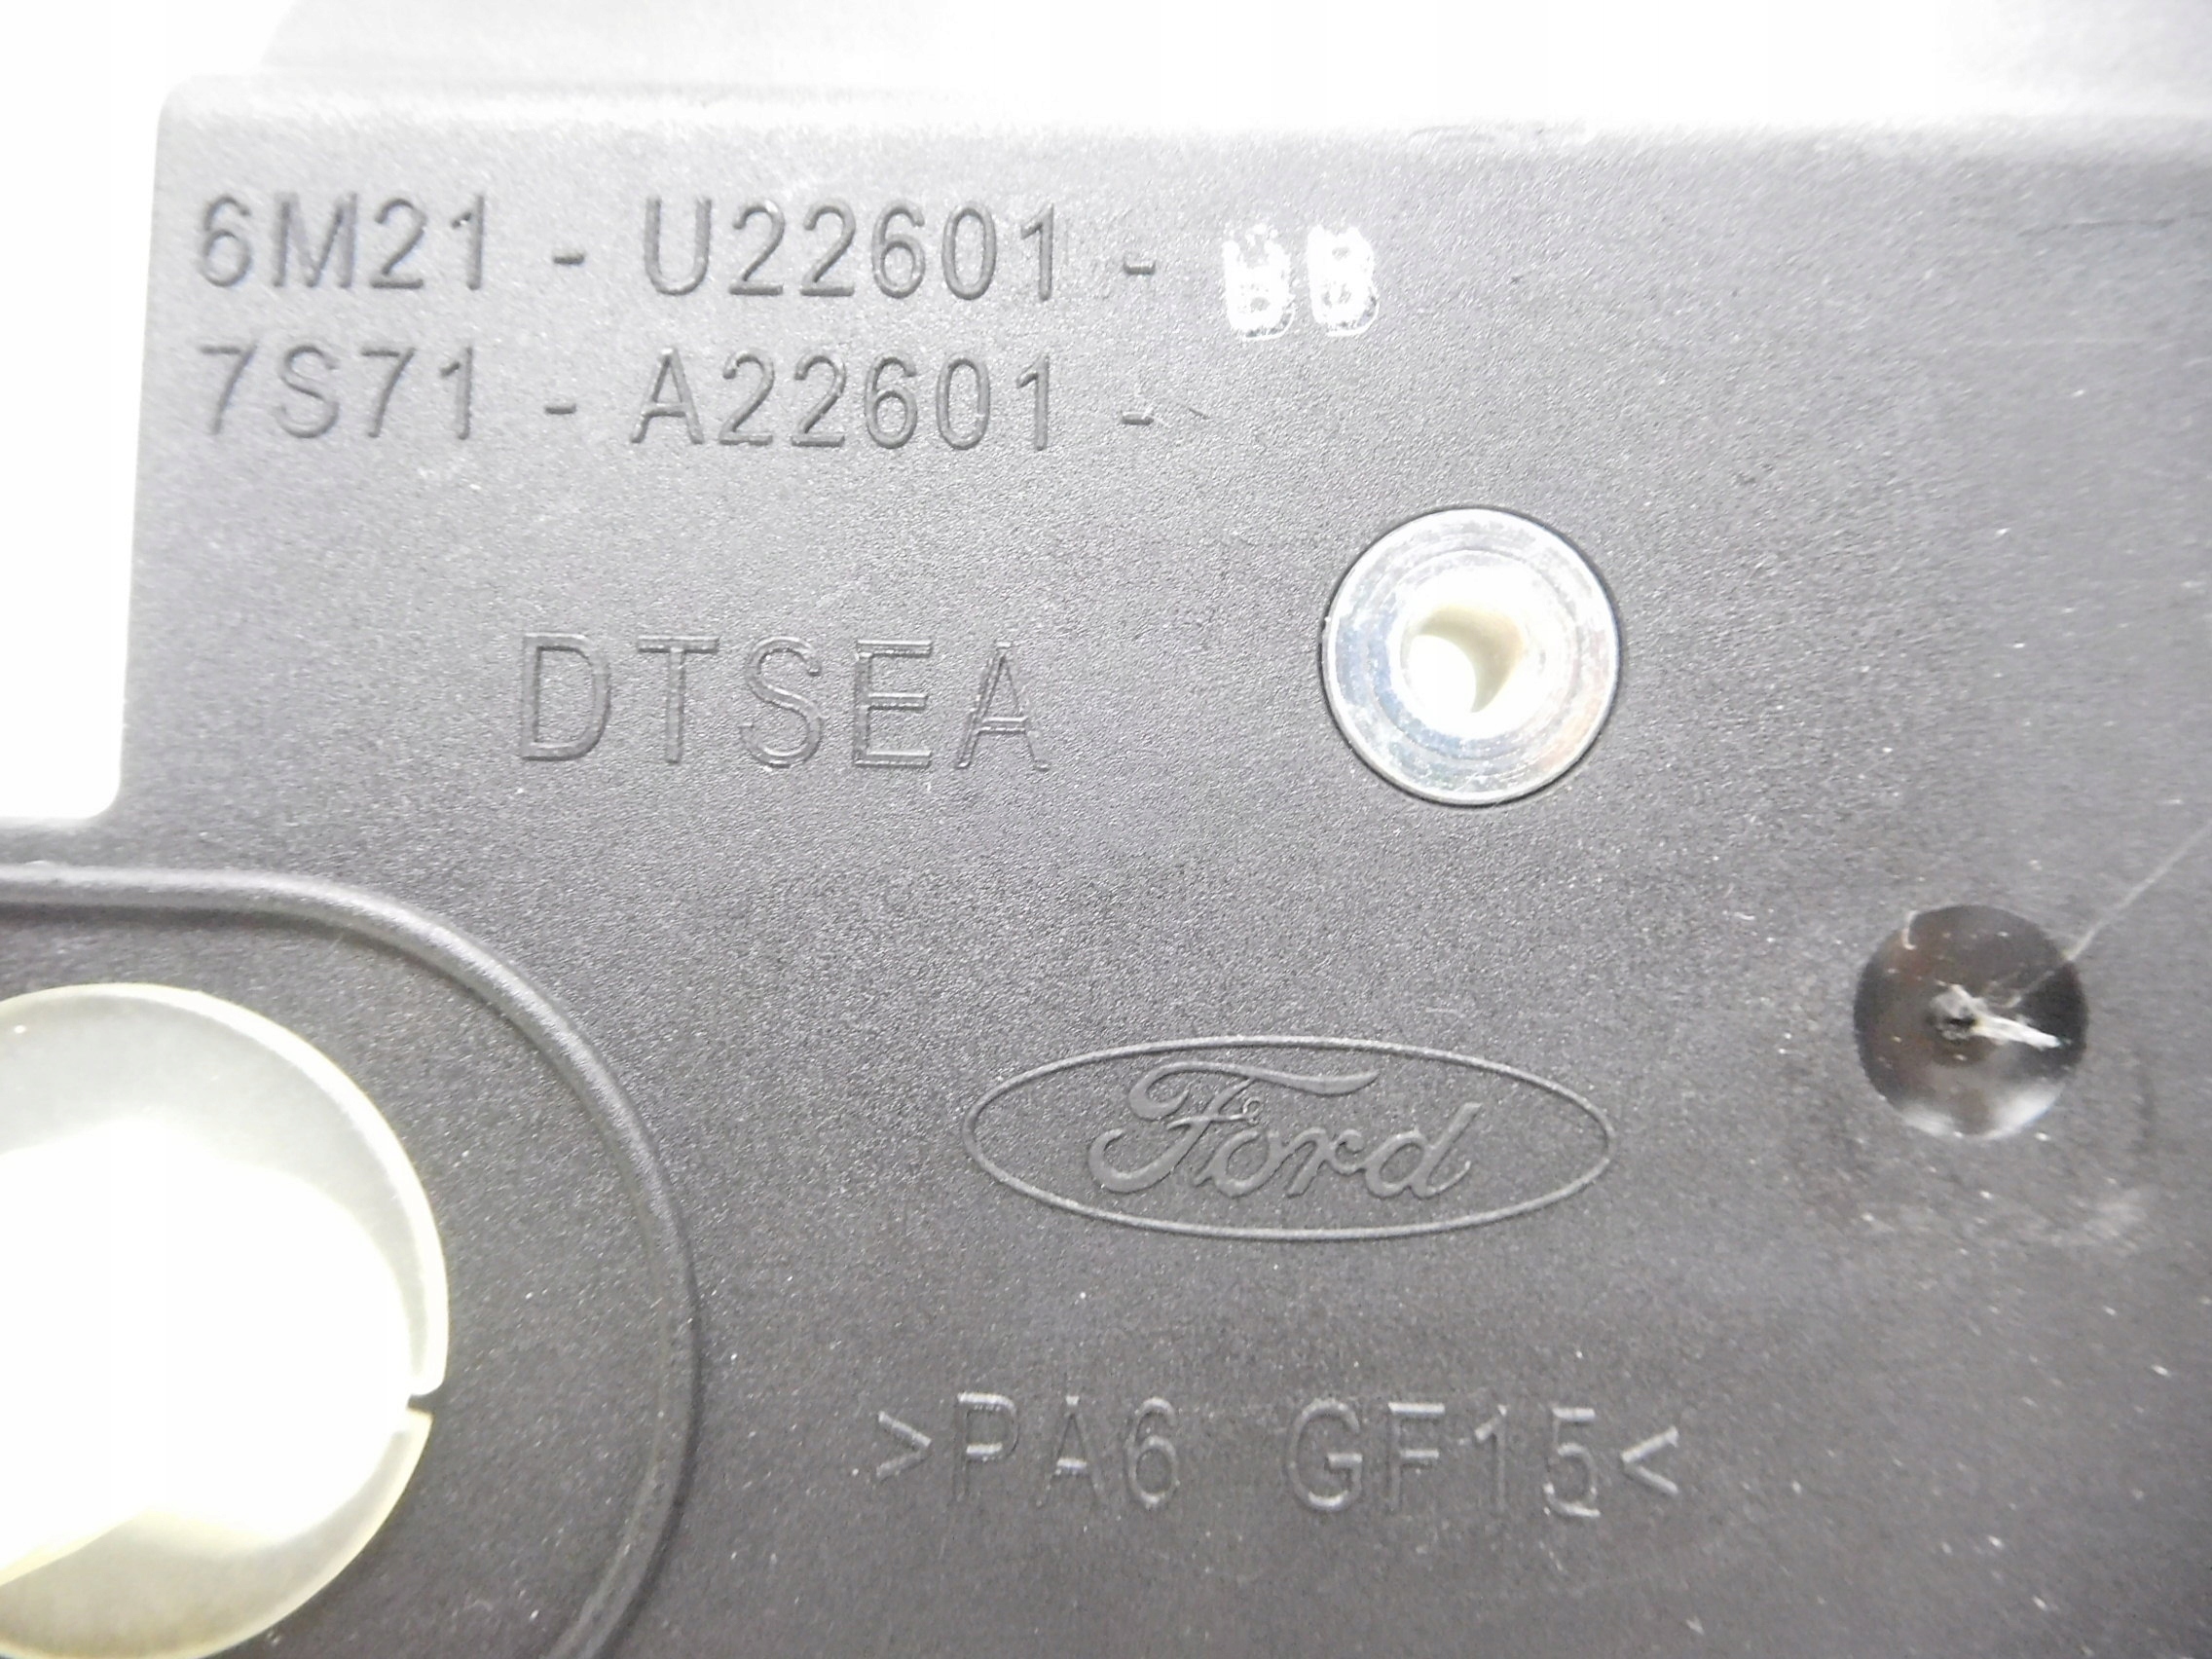 6M21 - U22601 - BB
7S71 - A22601 -
DTSEA
Ford
>PA6 GF15<